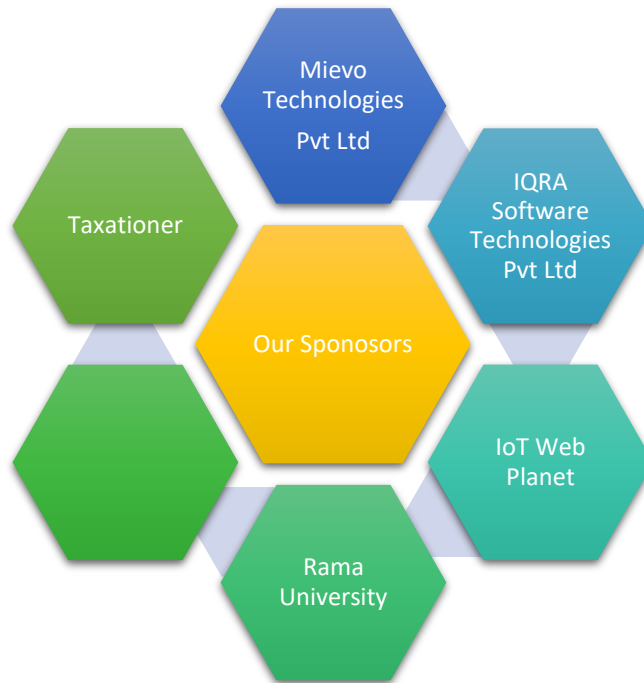 Mievo
Technologies
Pvt Ltd
IQRA
Software
Technologies
Pvt Ltd
Taxationer
Our Sponosors
IoT Web
Planet
Rama
University